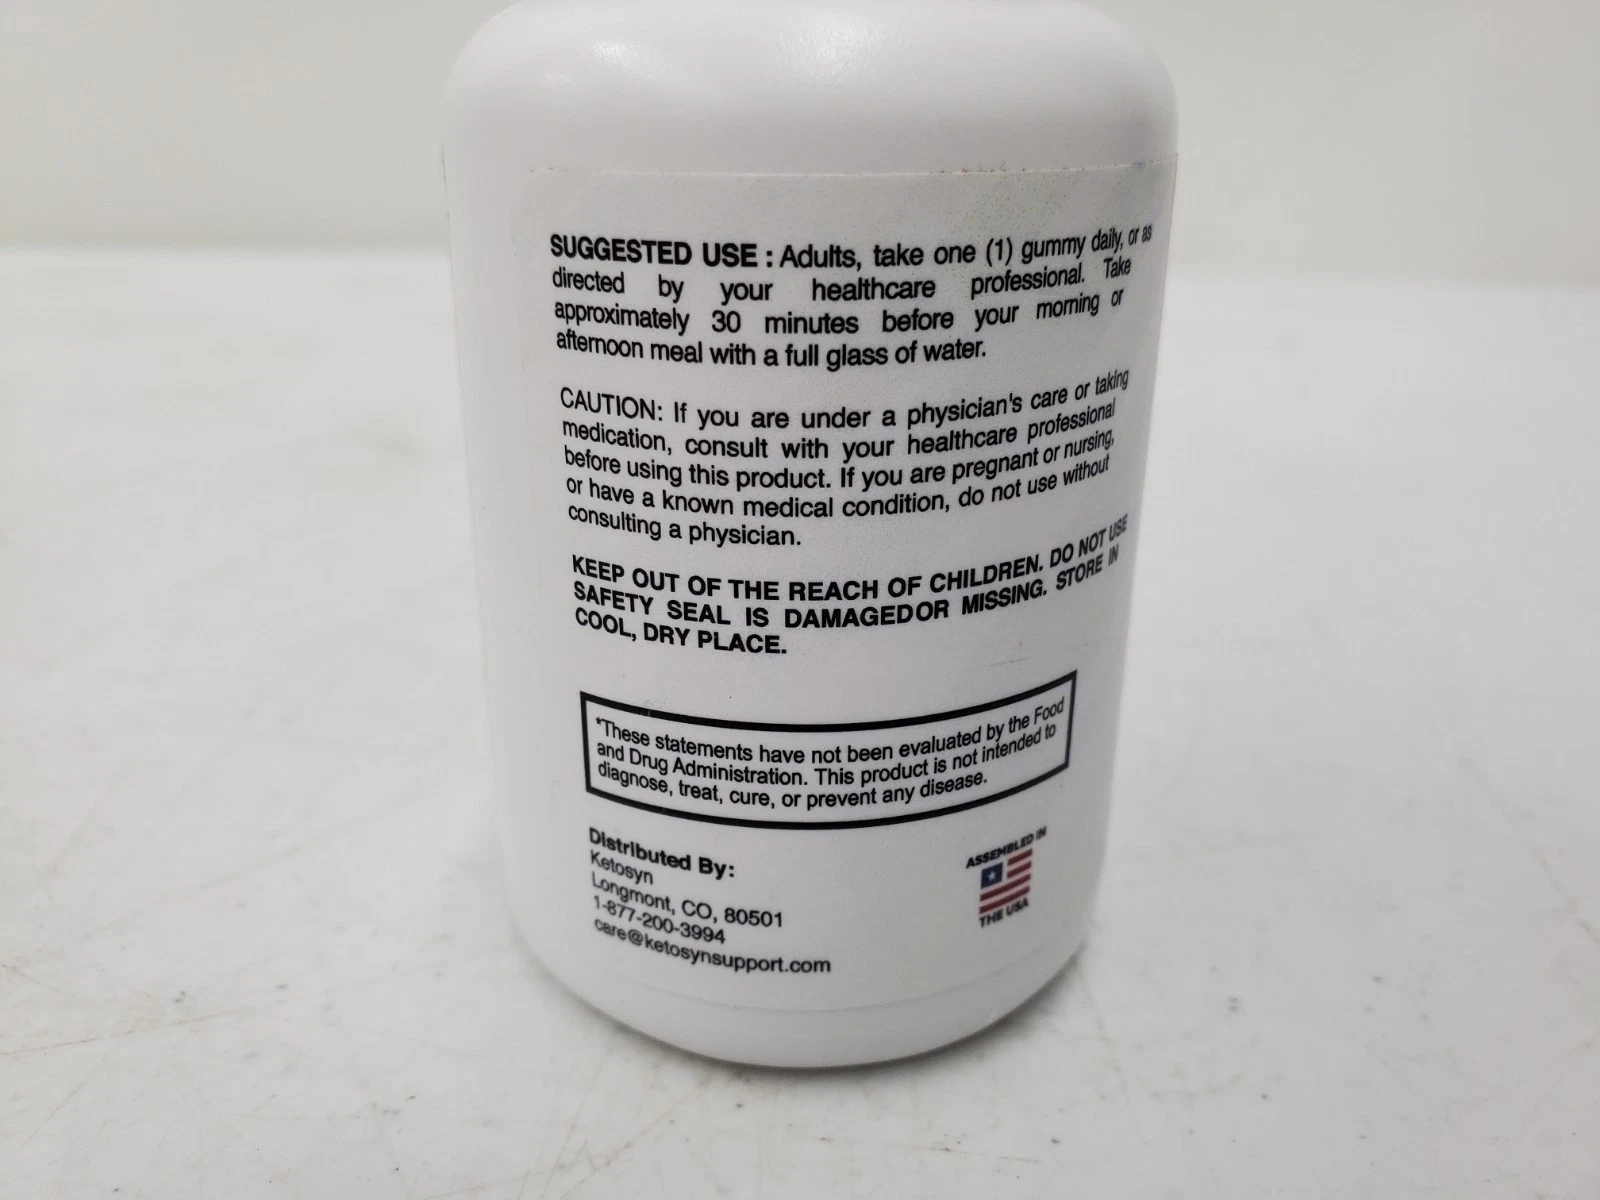 SUGGESTED USE : Adults, take one (1) gummy daily, or as
directed by your healthcare professional. Take
approximately 30 minutes before your morning or
afternoon meal with a full glass of water.
CAUTION: If you are under a physician's care or taking
medication, consult with your healthcare professional
before using this product. If you are pregnant or nursing,
or have a known medical condition, do not use without
consulting a physician.
KEEP OUT OF THE REACH OF CHILDREN. DO NOT USE
SAFETY SEAL IS DAMAGEDOR MISSING. STORE IN
COOL, DRY PLACE.
*These statements have not been evaluated by the Food
and Drug Administration. This product is not intended to
diagnose, treat, cure, or prevent any disease.
Distributed By:
Ketosyn
Longmont, CO, 80501
1-877-200-3994
care@ketosynsupport.com
ASSEMBLED IN
THE USA